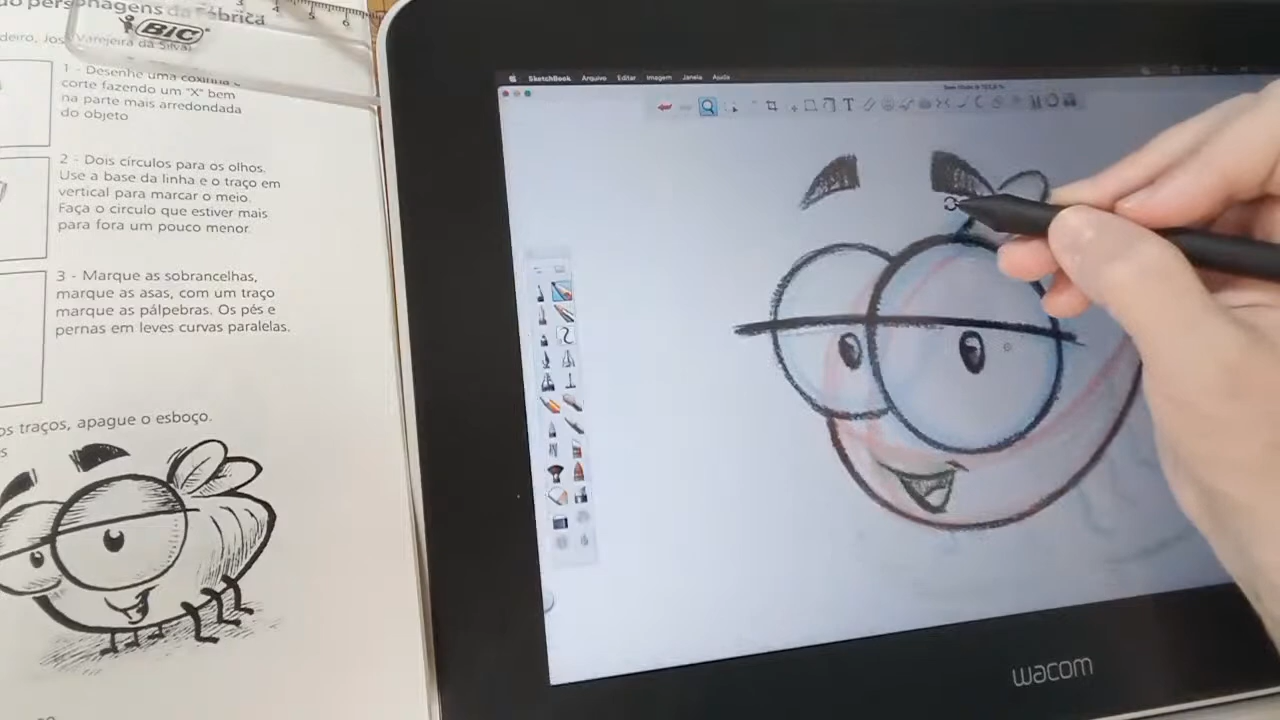 personagens da Fábrica
BIC
deiro, José Varejeira da Silva)
1 - Desenhe uma coxinha e
corte fazendo um "X" bem
na parte mais arredondada
do objeto
2 - Dois círculos para os olhos.
Use a base da linha e o traço em
vertical para marcar o meio.
Faça o círculo que estiver mais
para fora um pouco menor.
3 - Marque as sobrancelhas,
marque as asas, com um traço
marque as pálpebras. Os pés e
pernas em leves curvas paralelas.
os traços, apague o esboço.
SketchBook Arquivo Editar Imagem Janela Ajuda
T
wacom